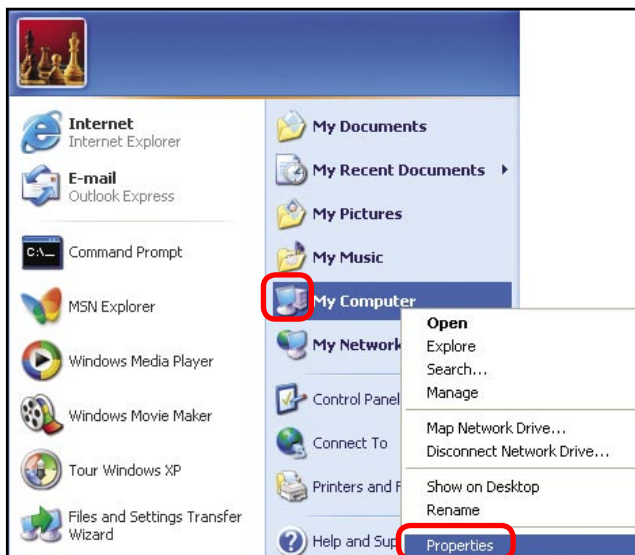 Internet
Internet Explorer
E-mail
Outlook Express
C:\_
Command Prompt
MSN Explorer
Windows Media Player
Windows Movie Maker
Tour Windows XP
Files and Settings Transfer
Wizard
My Documents
My Recent Documents
My Pictures
My Music
My Computer
My Network
Control Panel
Connect To
Printers and F
Help and Sup
Open
Explore
Search...
Manage
Map Network Drive...
Disconnect Network Drive...
Show on Desktop
Rename
Properties